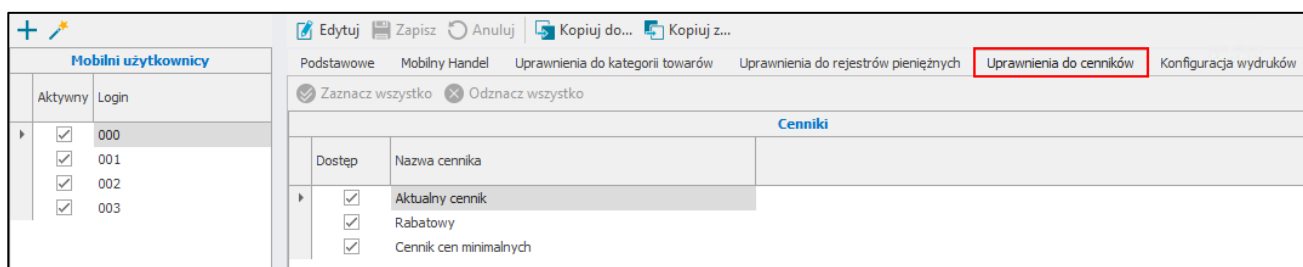 Edytuj Zapisz Anuluj Kopiuj do... Kopiuj z...
Mobilni użytkownicy
Aktywny Login
000
001
002
003
Podstawowe Mobilny Handel Uprawnienia do kategorii towarów Uprawnienia do rejestrów pieniężnych Uprawnienia do cenników Konfiguracja wydruków
Zaznacz wszystko Odznacz wszystko
Cenniki
Dostęp Nazwa cennika
Aktualny cennik
Rabatowy
Cennik cen minimalnych